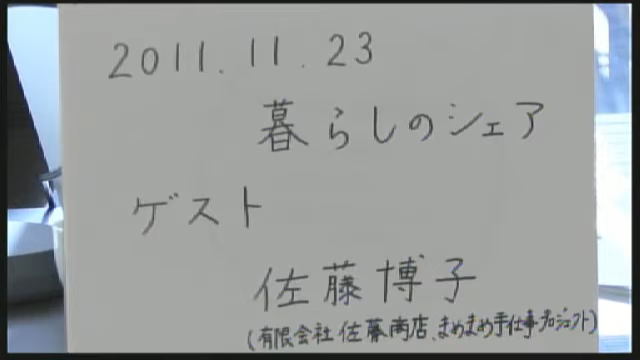 2011.11.23
暮らしのシェア
ゲスト
佐藤博子
(有限会社佐藤商店、まめまめ手仕事プロジェクト)